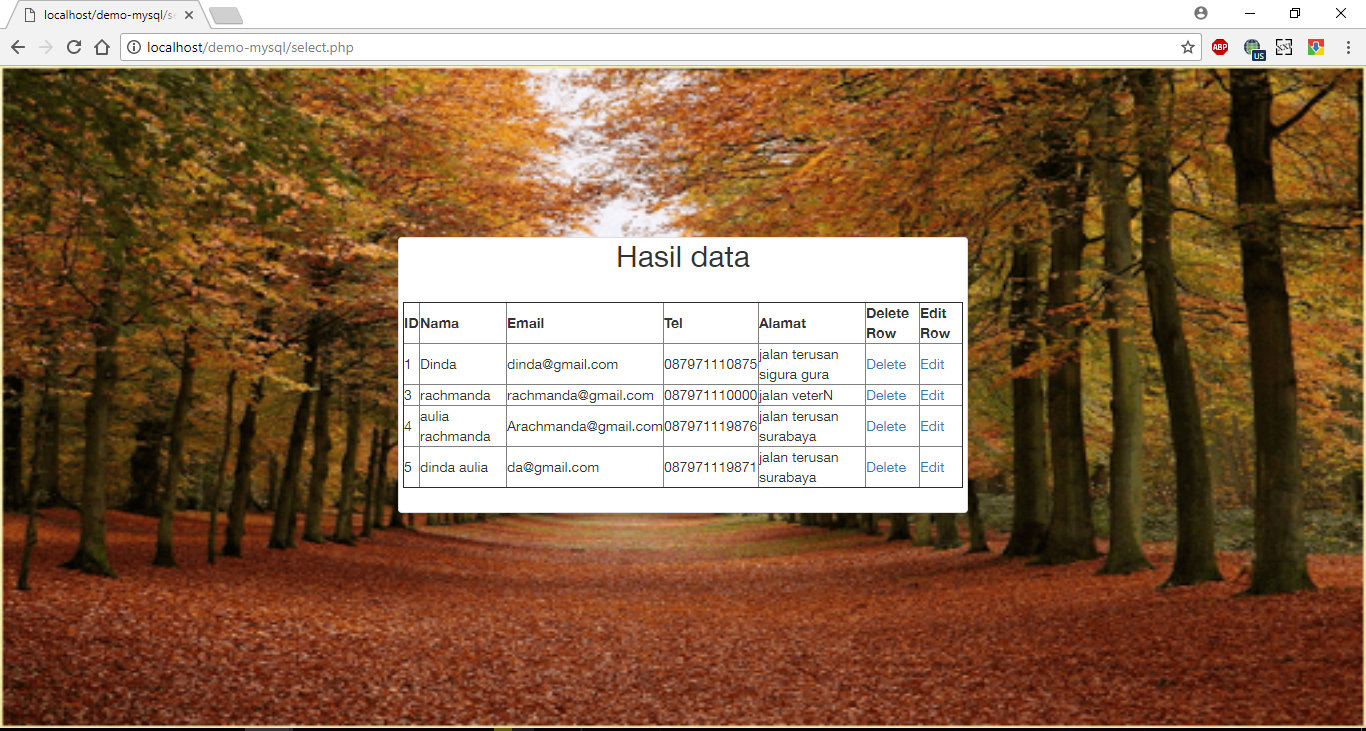 localhost/demo-mysql/se
localhost/demo-mysql/select.php
ABP
US
Hasil data
ID Nama Email Tel Alamat Delete Row Edit Row
1 Dinda dinda@gmail.com 087971110875 jalan terusan sigura gura Delete Edit
3 rachmanda rachmanda@gmail.com 087971110000 jalan veterN Delete Edit
4 aulia rachmanda Arachmanda@gmail.com 087971119876 jalan terusan surabaya Delete Edit
5 dinda aulia da@gmail.com 087971119871 jalan terusan surabaya Delete Edit